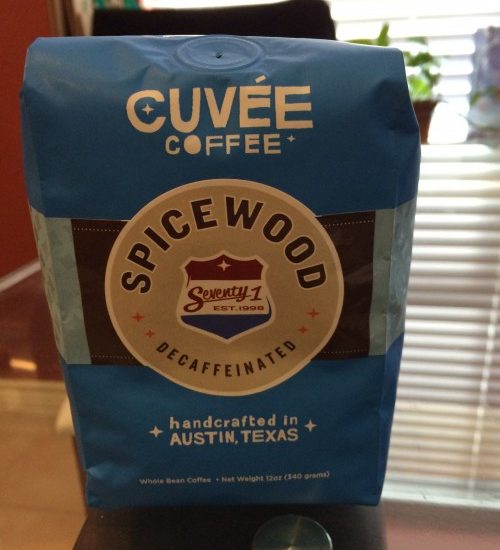 CUVÉE
COFFEE
SPICEWOOD
Seventy-1
EST. 1998
DECAFFEINATED
handcrafted in
AUSTIN, TEXAS
Whole Bean Coffee • Net Weight 12oz (340 grams)